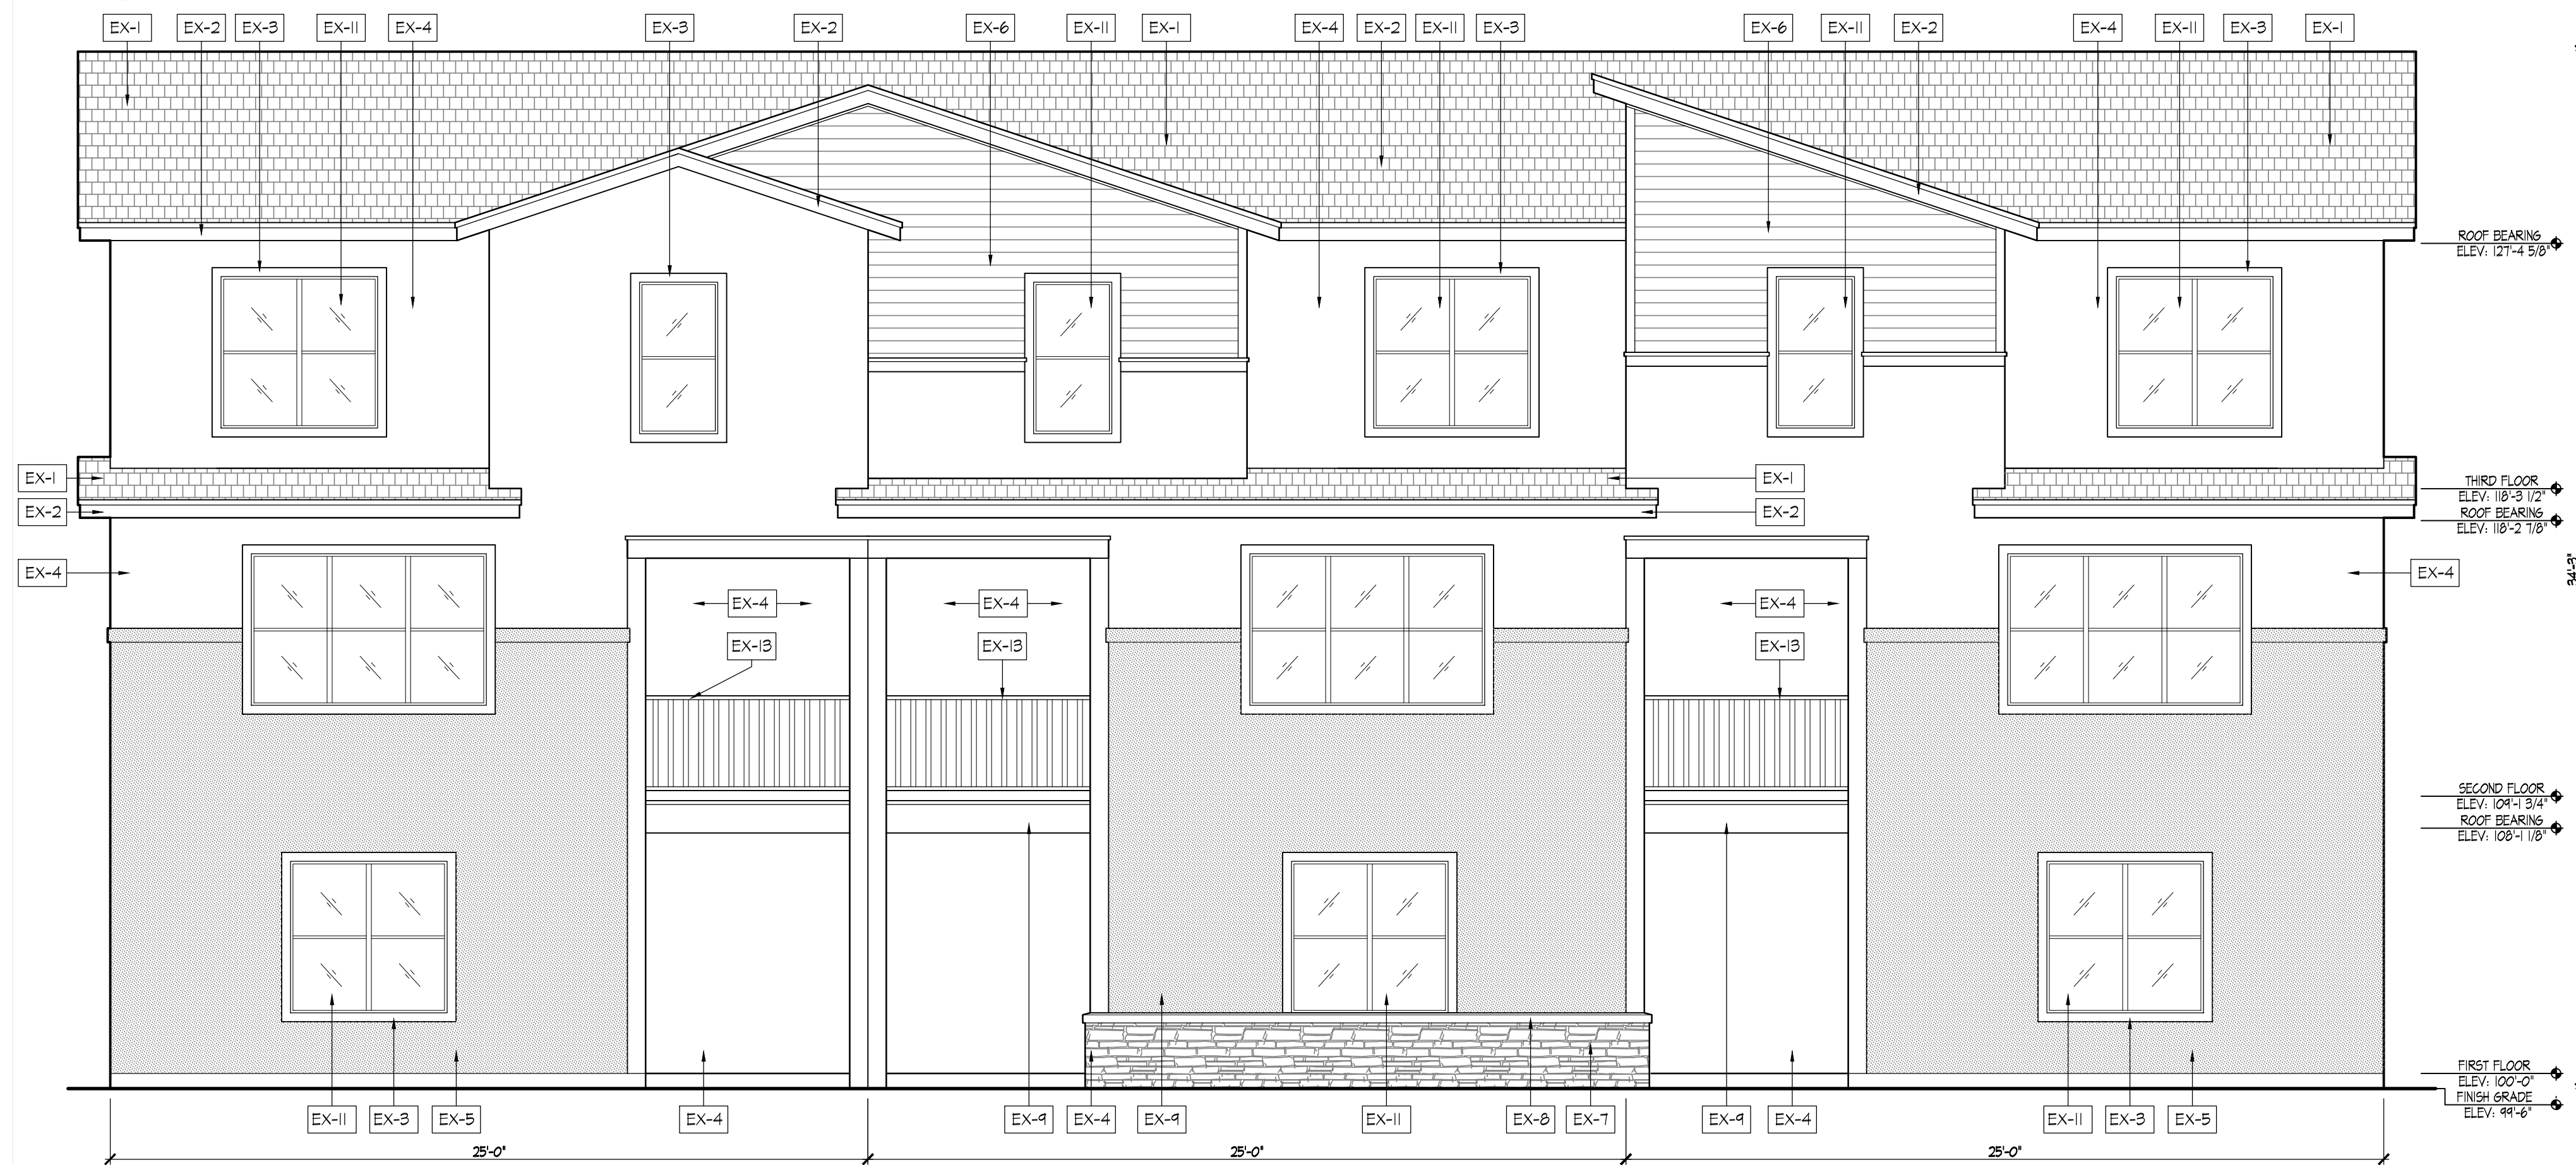 EX-1
EX-2
EX-3
EX-11
EX-4
EX-3
EX-2
EX-6
EX-11
EX-1
EX-4
EX-2
EX-11
EX-3
EX-6
EX-11
EX-2
EX-4
EX-11
EX-3
EX-1
ROOF BEARING
ELEV: 127'-4 5/8"
EX-1
EX-1
THIRD FLOOR
ELEV: 118'-3 1/2"
EX-2
EX-2
ROOF BEARING
ELEV: 118'-2 7/8"
EX-4
EX-4
34'-3"
EX-4
EX-4
EX-4
EX-13
EX-13
EX-13
SECOND FLOOR
ELEV: 109'-1 3/4"
ROOF BEARING
ELEV: 108'-1 1/8"
FIRST FLOOR
ELEV: 100'-0"
FINISH GRADE
ELEV: 99'-6"
EX-11
EX-3
EX-5
EX-4
EX-9
EX-4
EX-9
EX-11
EX-8
EX-7
EX-9
EX-4
EX-11
EX-3
EX-5
25'-0"
25'-0"
25'-0"